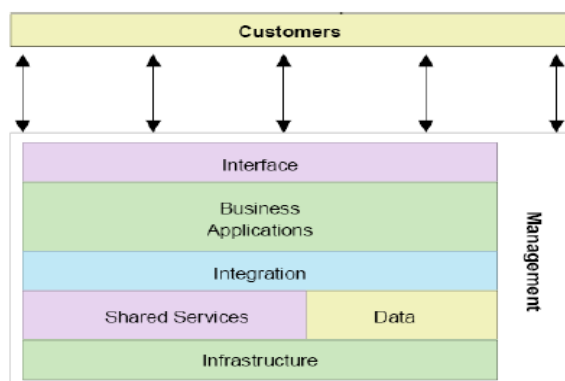 Customers
Interface
Business
Applications
Integration
Shared Services
Data
Infrastructure
Management